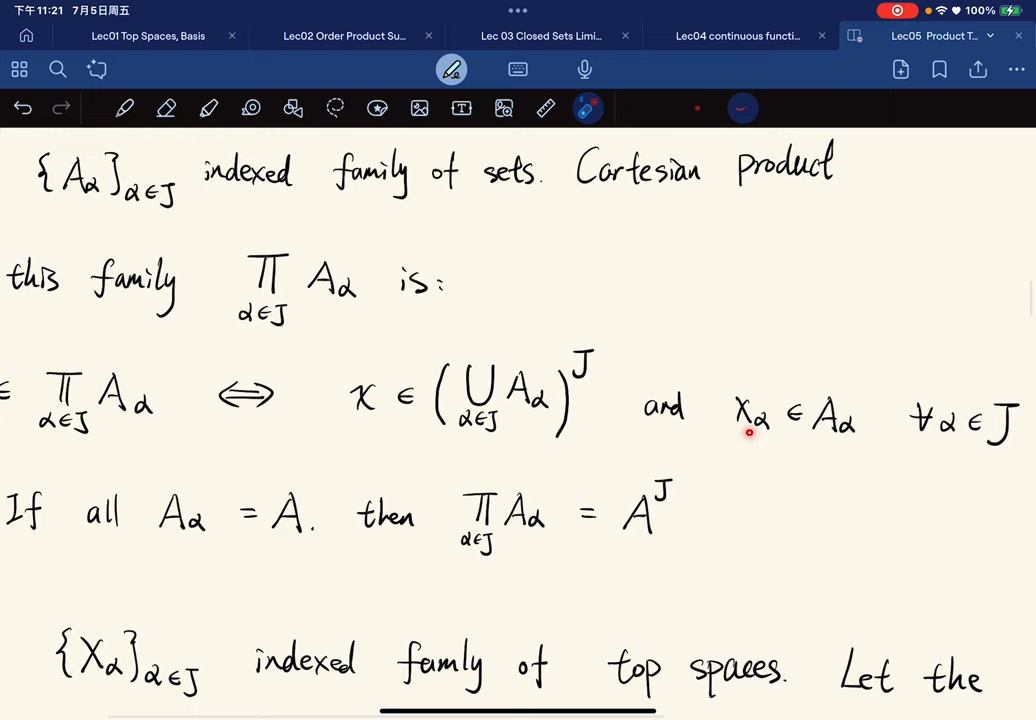 下午11:21 7月5日周五
100%
Lec01 Top Spaces, Basis
Lec02 Order Product Su...
Lec 03 Closed Sets Limi...
Lec04 continuous functi...
Lec05 Product T...
{Aα}α∈J indexed family of sets. Cartesian product
this family ∏α∈J Aα is:
∈ ∏α∈J Aα ⟺ x ∈ (⋃α∈J Aα)^J and xα ∈ Aα ∀α ∈ J
If all Aα = A. then ∏α∈J Aα = A^J
{Xα}α∈J indexed famly of top spaces. Let the